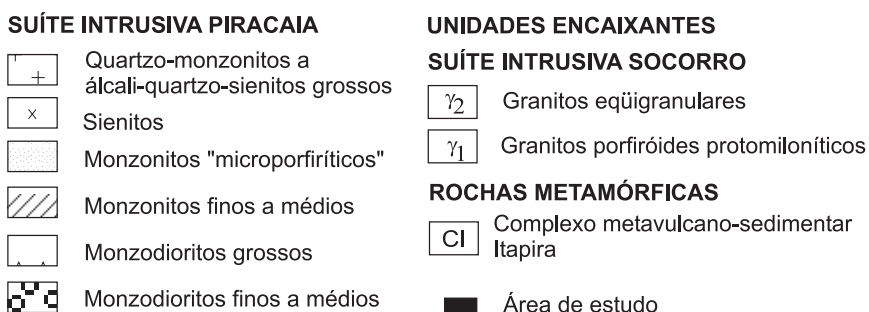 SUÍTE INTRUSIVA PIRACAIA
Quartzo-monzonitos a
álcali-quartzo-sienitos grossos
x
Sienitos
Monzonitos "microporfiríticos"
Monzonitos finos a médios
Monzodioritos grossos
Monzodioritos finos a médios
UNIDADES ENCAIXANTES
SUÍTE INTRUSIVA SOCORRO
γ2 Granitos eqüigranulares
γ1 Granitos porfiróides protomiloníticos
ROCHAS METAMÓRFICAS
CI
Complexo metavulcano-sedimentar
Itapira
Área de estudo